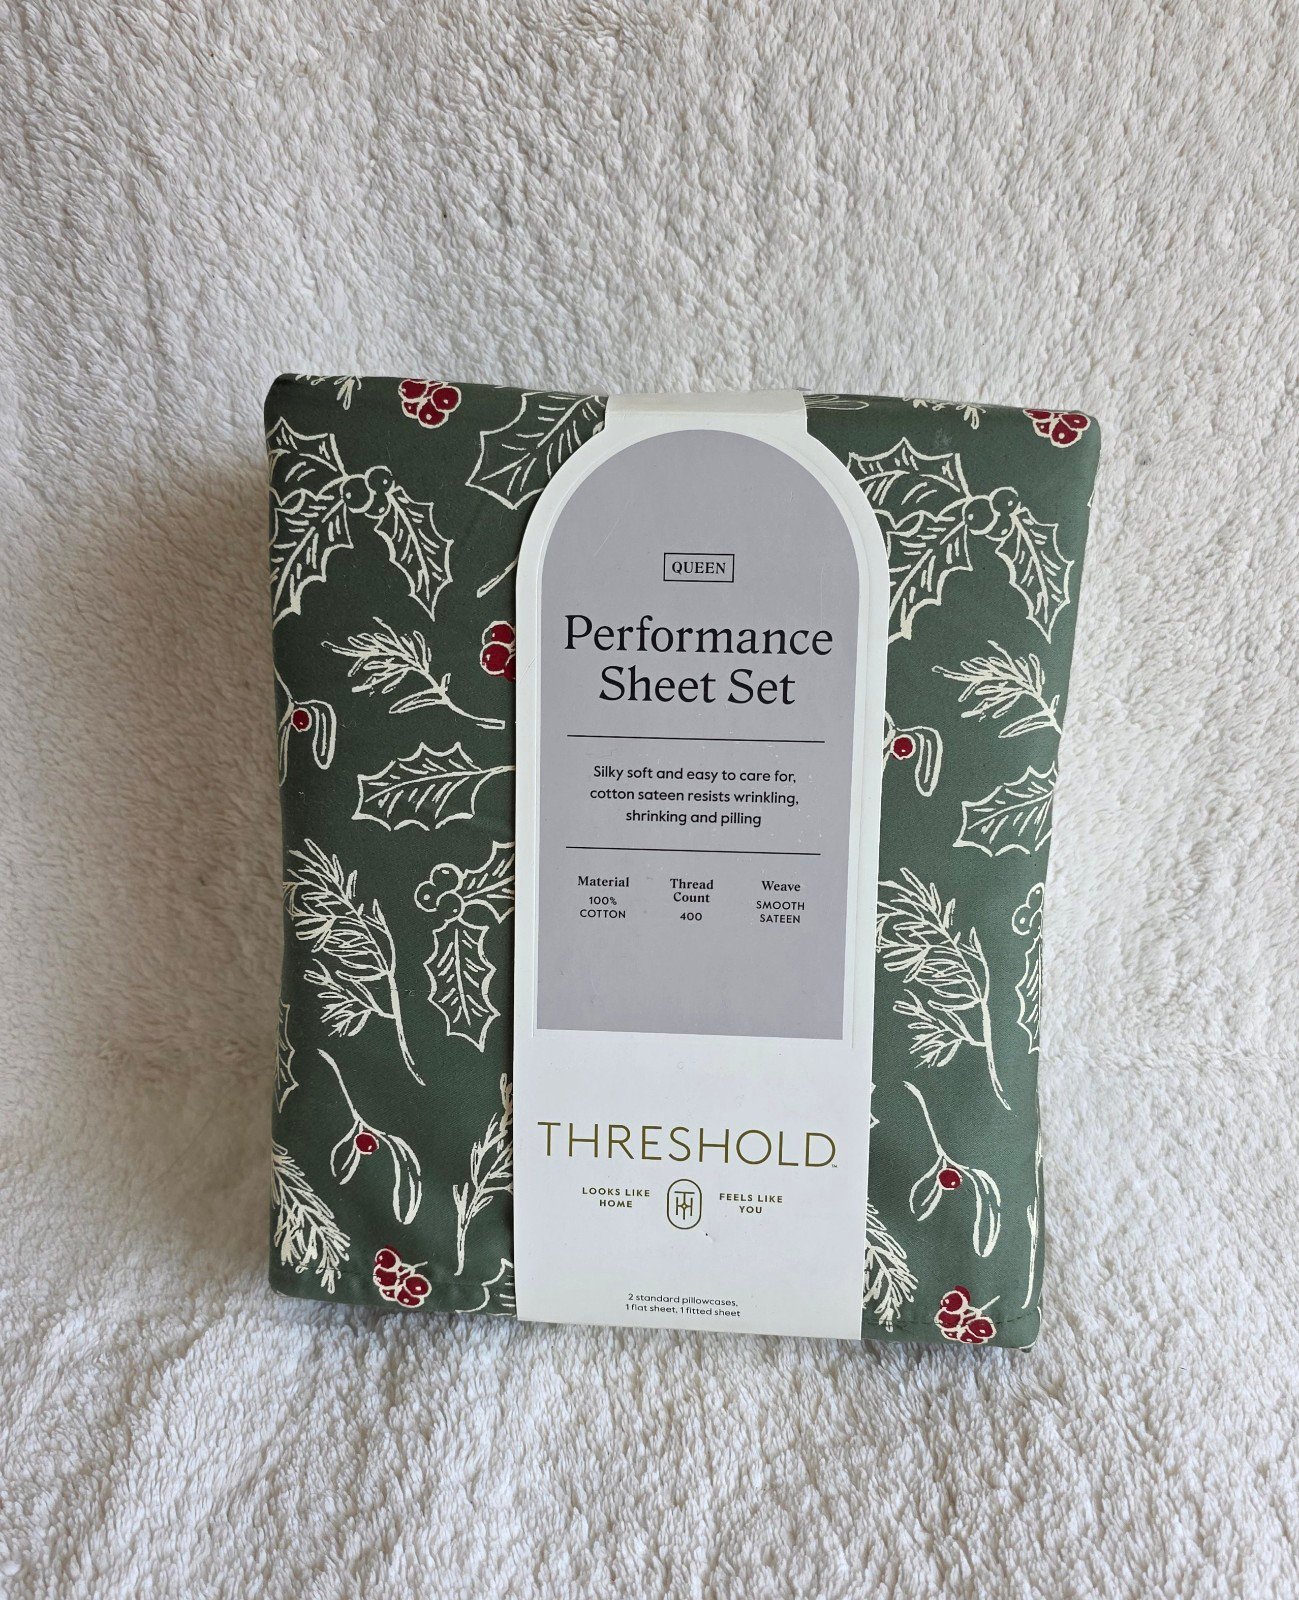 QUEEN
Performance
Sheet Set
Silky soft and easy to care for,
cotton sateen resists wrinkling,
shrinking and pilling
Material
100%
COTTON
Thread
Count
400
Weave
SMOOTH
SATEEN
THRESHOLD™
LOOKS LIKE
HOME
TH
FEELS LIKE
YOU
2 standard pillowcases,
1 flat sheet, 1 fitted sheet